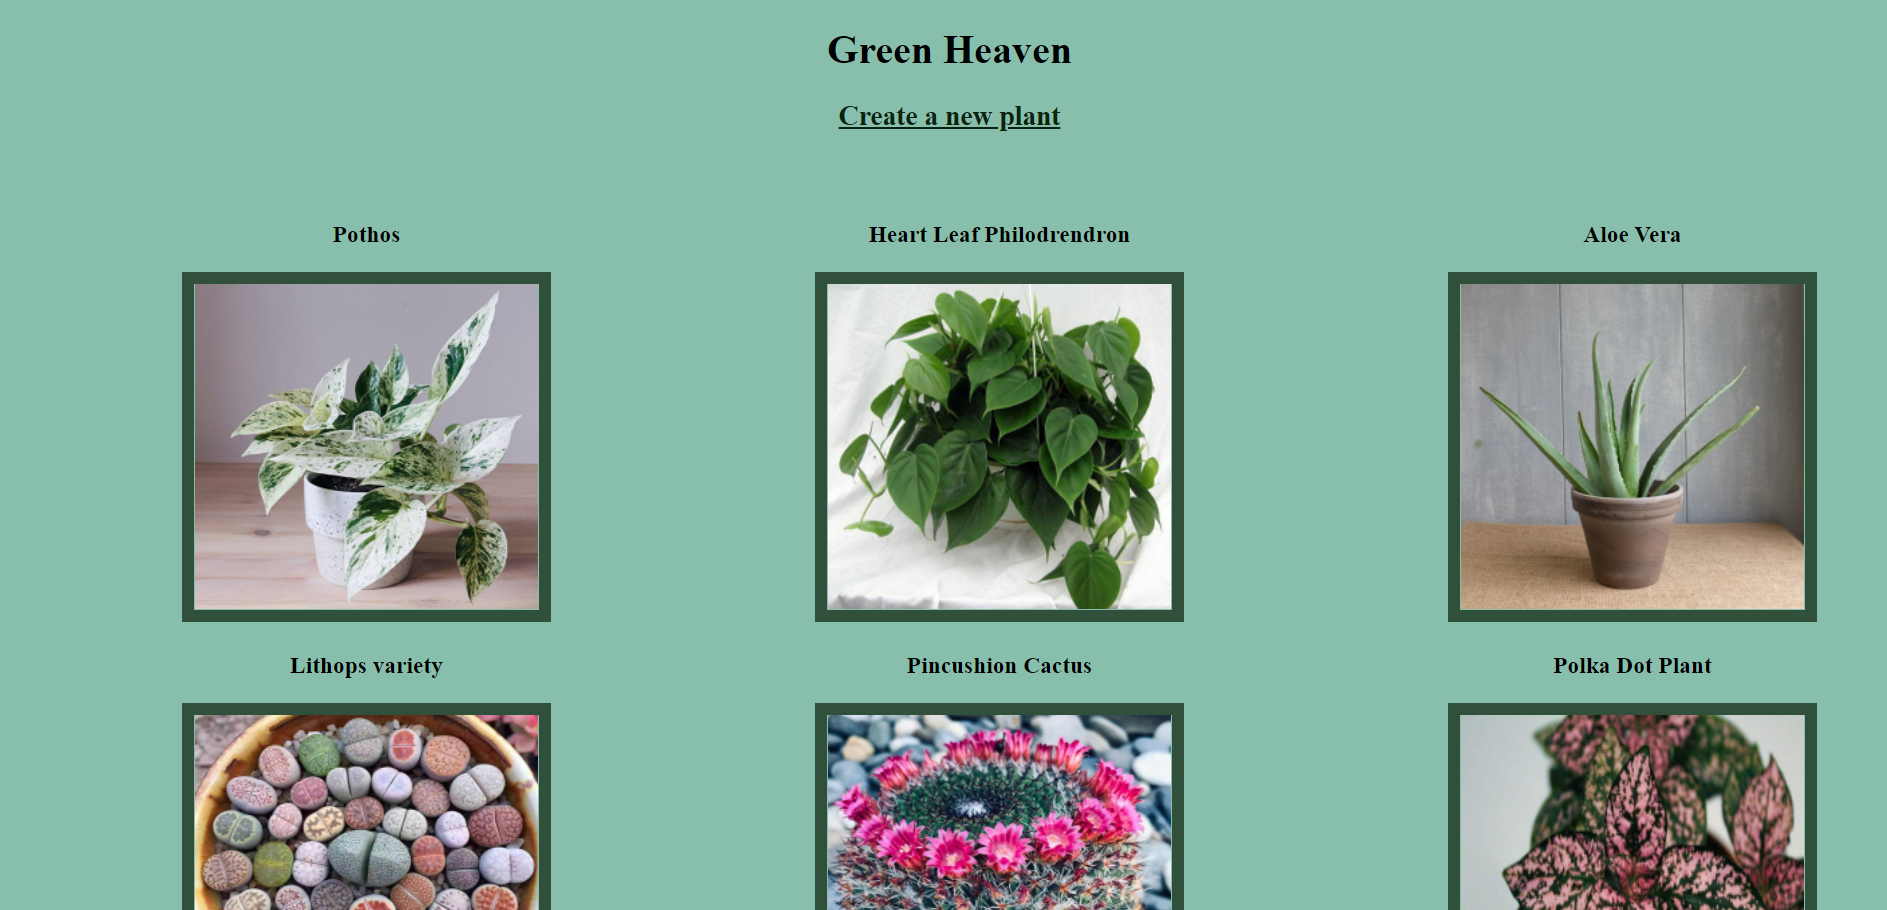 Green Heaven
Create a new plant
Pothos
Heart Leaf Philodrendron
Aloe Vera
Lithops variety
Pincushion Cactus
Polka Dot Plant